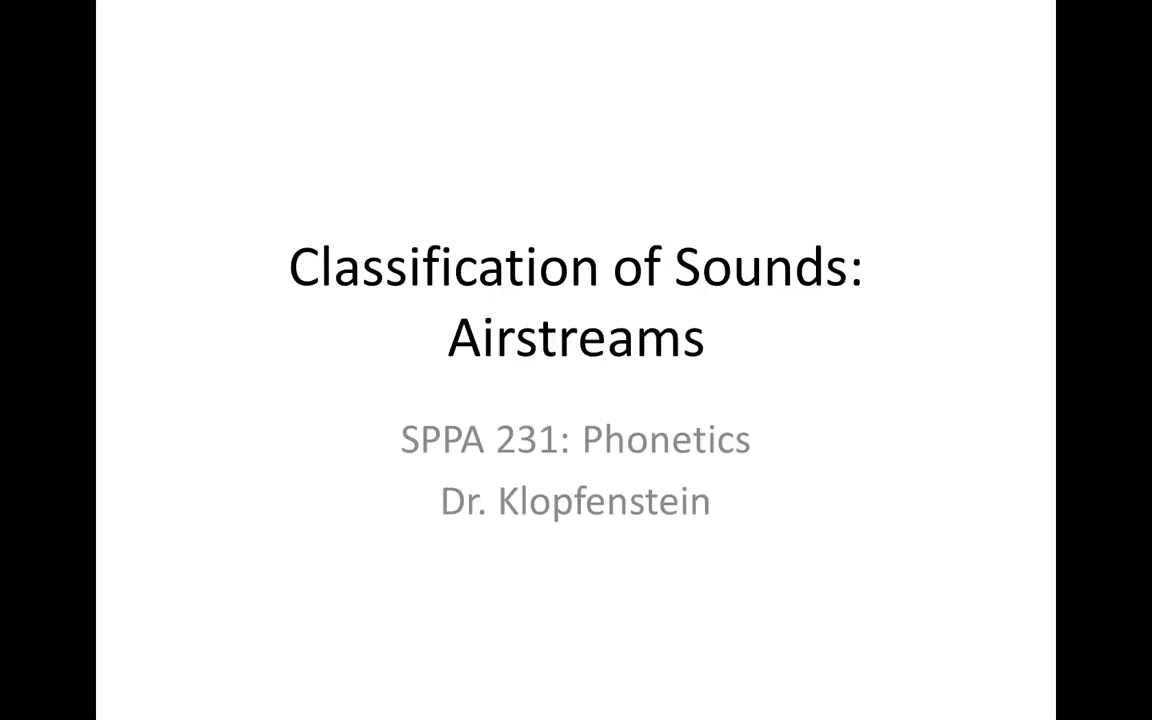 Classification of Sounds:
Airstreams
SPPA 231: Phonetics
Dr. Klopfenstein